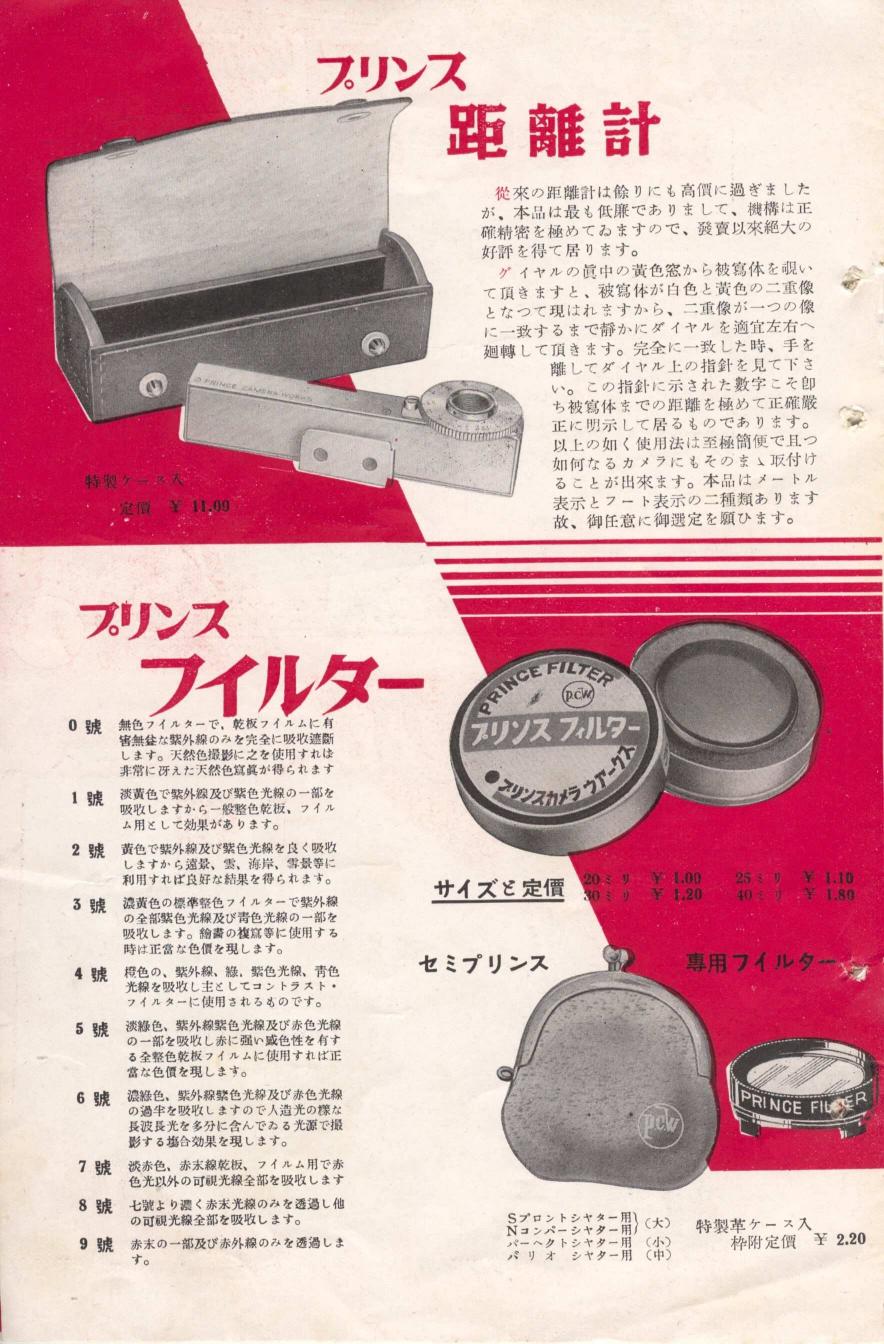 プリンス
距離計
從來の距離計は餘りにも高價に過ぎました
が、本品は最も低廉でありまして、機構は正
確精密を極めてゐますので、發賣以來絕大の
好評を得て居ります。
ダイヤルの眞中の黃色窓から被寫体を覗い
て頂きますと、被寫体が白色と黃色の二重像
となつて現はれますから、二重像が一つの像
に一致するまで靜かにダイヤルを適宜左右へ
廻轉して頂きます。完全に一致した時、手を
離してダイヤル上の指針を見て下さ
い。この指針に示された數字こそ卽
ち被寫体までの距離を極めて正確嚴
正に明示して居るものであります。
以上の如く使用法は至極簡便で且つ
如何なるカメラにもそのまゝ取付け
ることが出來ます。本品はメートル
表示とフート表示の二種類あります
故、御任意に御選定を願ひます。
PRINCE CAMERA WORKS
特製ケース入
定價 ¥ 11.00
プリンス
フイルター
0 號 無色フイルターで、乾板フイルムに有
害無益な紫外線のみを完全に吸收遮斷
します。天然色撮影に之を使用すれは
非常に冴えた天然色寫眞が得られます
1 號 淡黃色で紫外線及び紫色光線の一部を
吸收しますから一般整色乾板、フイル
ム用として効果があります。
2 號 黃色で紫外線及び紫色光線を良く吸收
しますから遠景、雲、海岸、雪景等に
利用すれば良好な結果を得られます。
3 號 濃黃色の標準整色フイルターで紫外線
の全部紫色光線及び靑色光線の一部を
吸收します。繪畫の複寫等に使用する
時は正當な色價を現します。
4 號 橙色の、紫外線、綠、紫色光線、靑色
光線を吸收し主としてコントラスト・
フイルターに使用されるものです。
5 號 淡綠色、紫外線紫色光線及び赤色光線
の一部を吸收し赤に强い感色性を有す
る全整色乾板フイルムに使用すれば正
當な色價を現します。
6 號 濃綠色、紫外線紫色光線及び赤色光線
の過半を吸收しますので人造光の樣な
長波長光を多分に含んでゐる光源で撮
影する塲合効果を現します。
7 號 淡赤色、赤末線乾板、フイルム用で赤
色光以外の可視光線全部を吸收します
8 號 七號より濃く赤末光線のみを透過し他
の可視光線全部を吸收します。
9 號 赤末の一部及び赤外線のみを透過しま
す。
PRINCE FILTER
p.c.w.
プリンス フィルター
プリンスカメラウアークス
サイズと定價
20ミリ ¥ 1.00 25ミリ ¥ 1.10
30ミリ ¥ 1.20 40ミリ ¥ 1.80
セミプリンス 專用フイルター
pcw
PRINCE FILTER
Sプロントシヤター用
Nコンパーシヤター用 (大)
パーヘクトシヤター用 (小)
バリオ シヤター用 (中)
特製革ケース入
枠附定價 ¥ 2.20